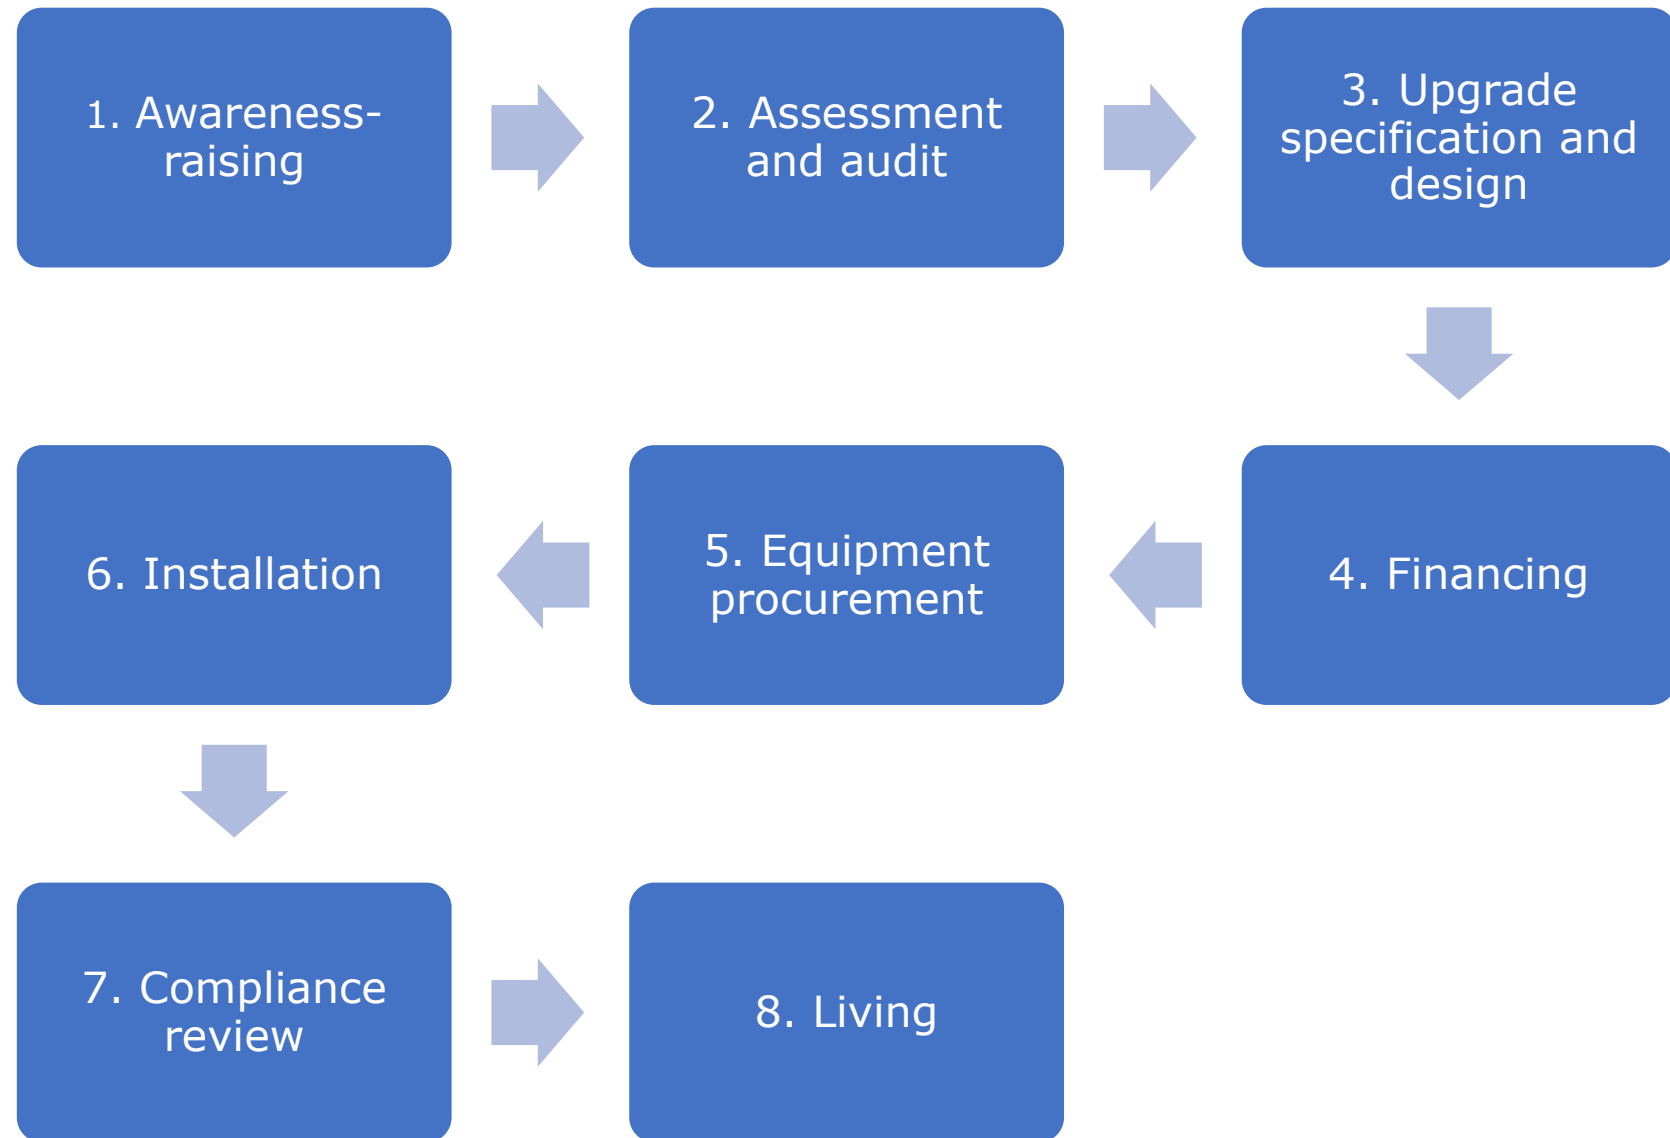 1. Awareness-
raising
2. Assessment
and audit
3. Upgrade
specification and
design
4. Financing
5. Equipment
procurement
6. Installation
7. Compliance
review
8. Living